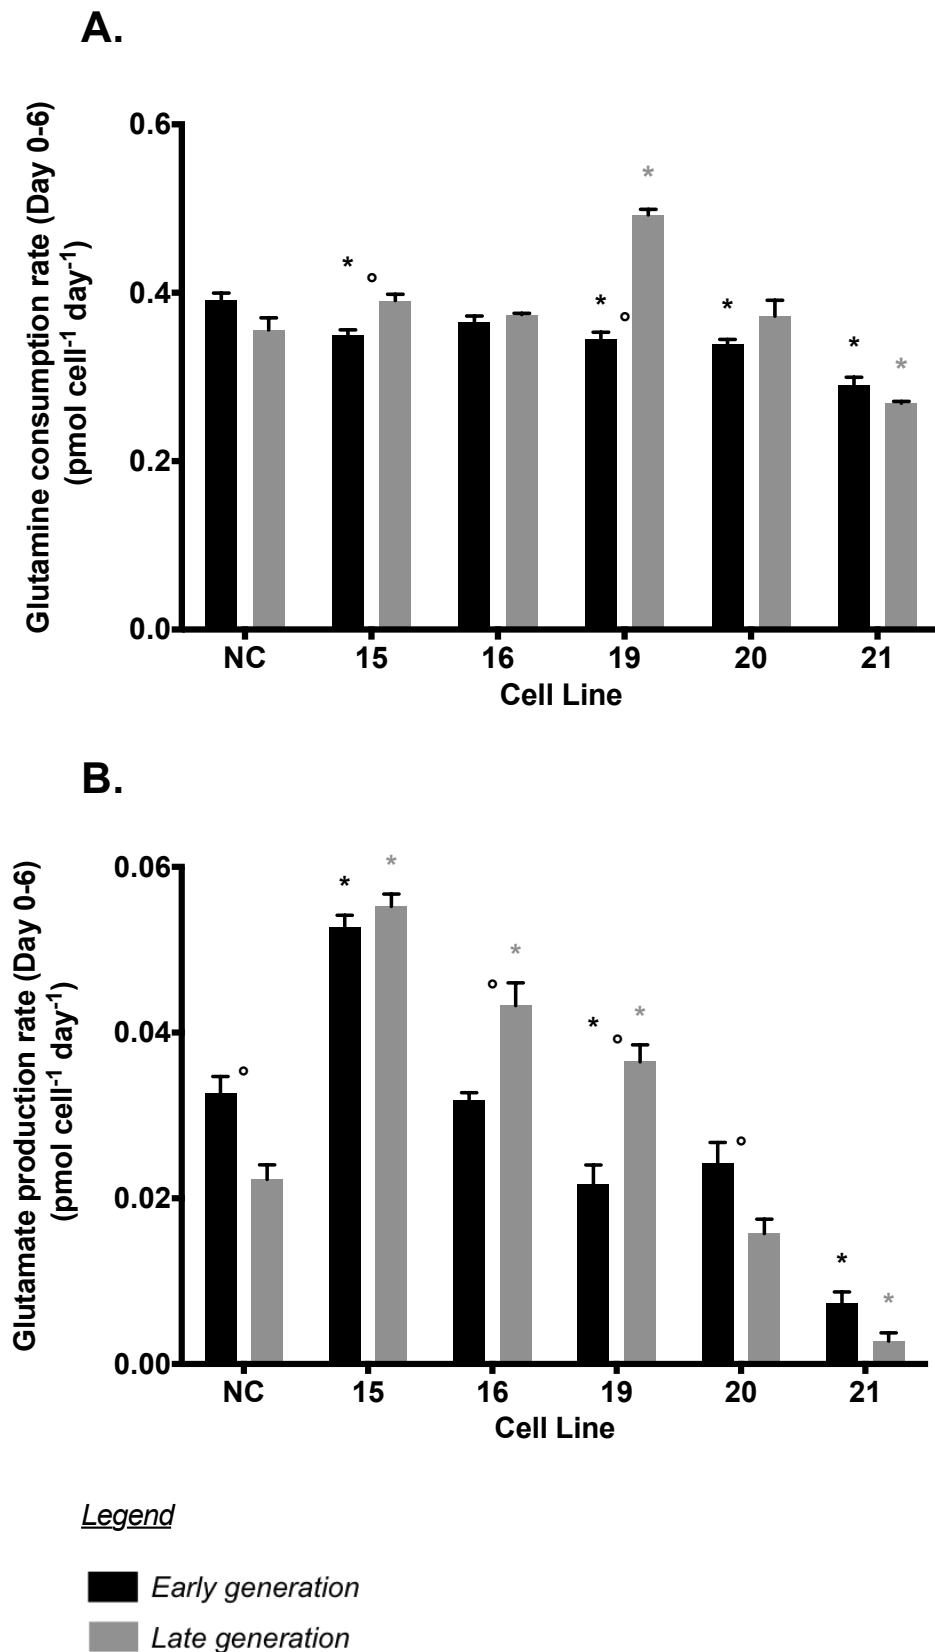 A.
Glutamine consumption rate (Day 0-6)
(pmol cell⁻¹ day⁻¹)
0.6
0.4
0.2
0.0
* ° * ° * * * *
NC 15 16 19 20 21
Cell Line
B.
Glutamate production rate (Day 0-6)
(pmol cell⁻¹ day⁻¹)
0.06
0.04
0.02
0.00
° * * ° * * ° * ° * *
NC 15 16 19 20 21
Cell Line
Legend
Early generation
Late generation